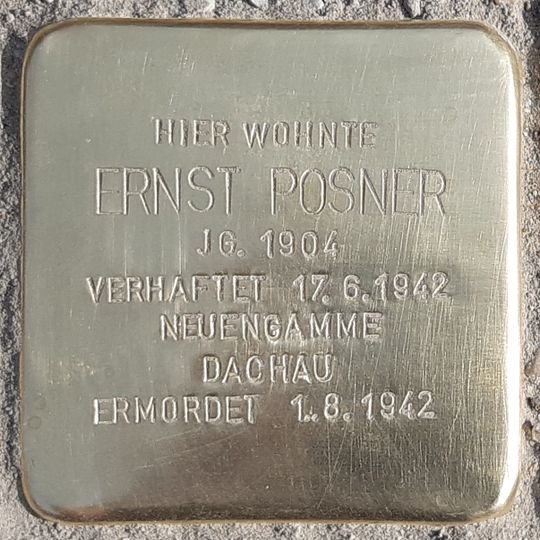 HIER WOHNTE
ERNST POSNER
JG. 1904
VERHAFTET 17.6.1942
NEUENGAMME
DACHAU
ERMORDET 1.8.1942